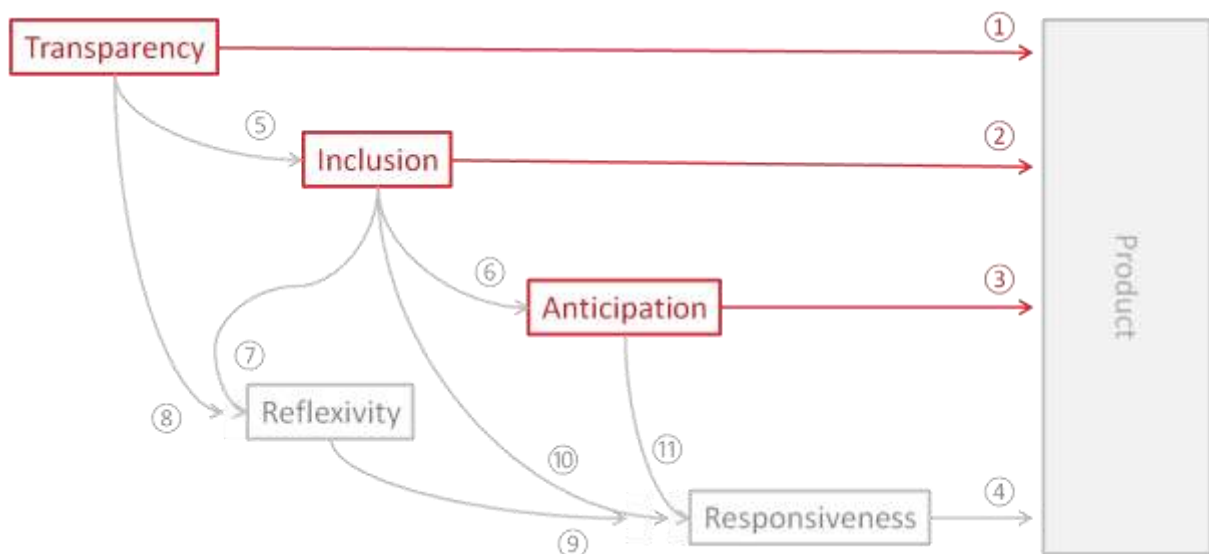 Transparency
①
⑤
Inclusion
②
⑥
Anticipation
③
Product
⑦
⑧
Reflexivity
⑩
⑪
④
Responsiveness
⑨